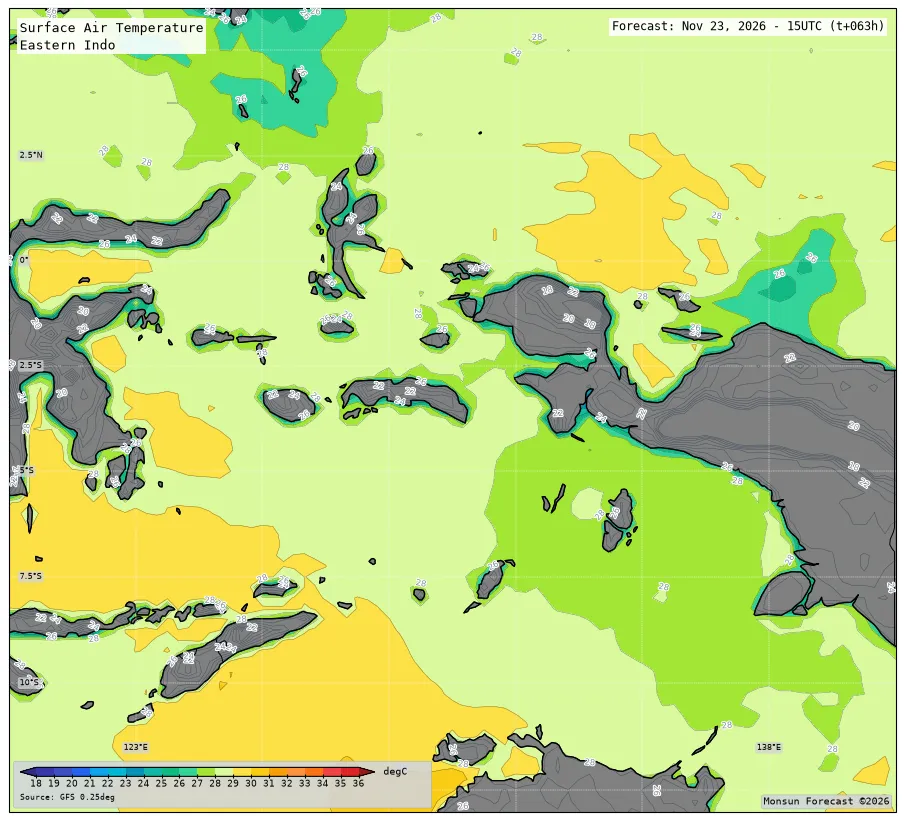 Surface Air Temperature
Eastern Indo
Forecast: Nov 23, 2026 - 15UTC (t+063h)
2.5°N
0°
2.5°S
5°S
7.5°S
10°S
123°E
138°E
degC
18 19 20 21 22 23 24 25 26 27 28 29 30 31 32 33 34 35 36
Source: GFS 0.25deg
Monsun Forecast ©2026